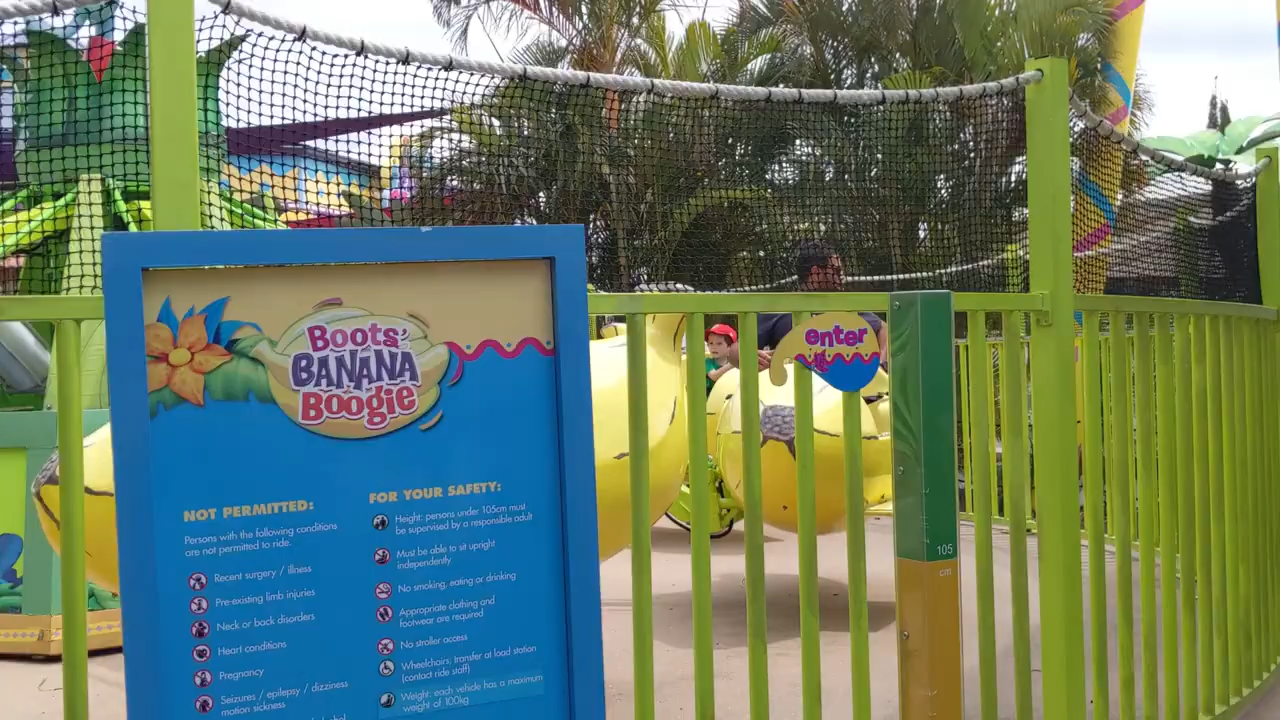 Boots'
BANANA
Boogie
enter
NOT PERMITTED:
Persons with the following conditions
are not permitted to ride.
Recent surgery / illness
Pre-existing limb injuries
Neck or back disorders
Heart conditions
Pregnancy
Seizures / epilepsy / dizziness
motion sickness
FOR YOUR SAFETY:
Height: persons under 105cm must
be supervised by a responsible adult
Must be able to sit upright
independently
No smoking, eating or drinking
Appropriate clothing and
footwear are required
No stroller access
Wheelchairs, transfer at load station
(contact ride staff)
Weight: each vehicle has a maximum
weight of 100kg
105
cm